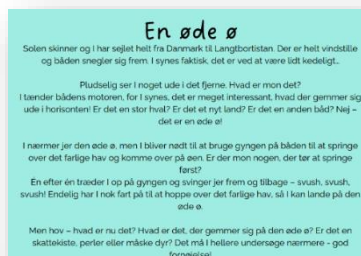 En øde ø
Solen skinner og I har sejlet helt fra Danmark til Langtbortistan. Der er helt vindstille
og båden snegler sig frem. I synes faktisk, det er ved at være lidt kedeligt...
Pludselig ser I noget ude i det fjerne. Hvad er mon det?
I tænder bådens motoren, for I synes, det er meget interessant, hvad der gemmer sig
ude i horisonten! Er det en stor hval? Er det et nyt land? Er det en anden båd? Nej –
det er en øde ø!
I nærmer jer den øde ø, men I bliver nødt til at bruge gyngen på båden til at springe
over det farlige hav og komme over på øen. Er der mon nogen, der tør at springe
først?
Én efter én træder I op på gyngen og svinger jer frem og tilbage – svush, svush,
svush! Endelig har I nok fart på til at hoppe over det farlige hav, så I kan lande på den
øde ø.
Men hov – hvad er nu det? Hvad er det, der gemmer sig på den øde ø? Er det en
skattekiste, perler eller måske dyr? Det må I hellere undersøge nærmere - god
fornøjelse!